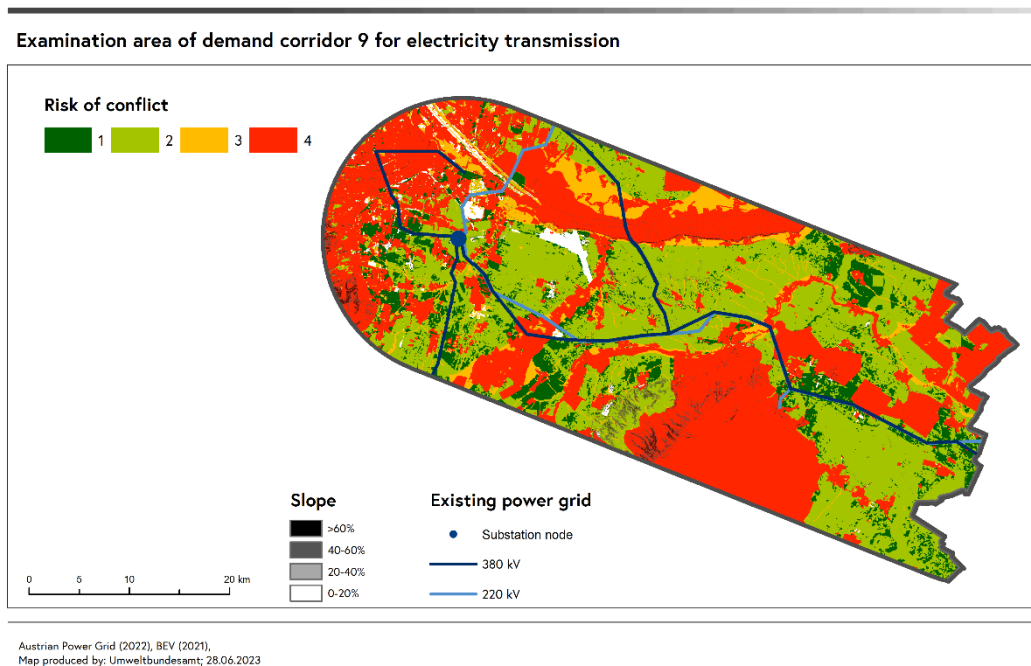 Examination area of demand corridor 9 for electricity transmission
Risk of conflict
1 2 3 4
Slope
>60%
40-60%
20-40%
0-20%
Existing power grid
Substation node
380 kV
220 kV
0 5 10 20 km
Austrian Power Grid (2022), BEV (2021),
Map produced by: Umweltbundesamt; 28.06.2023